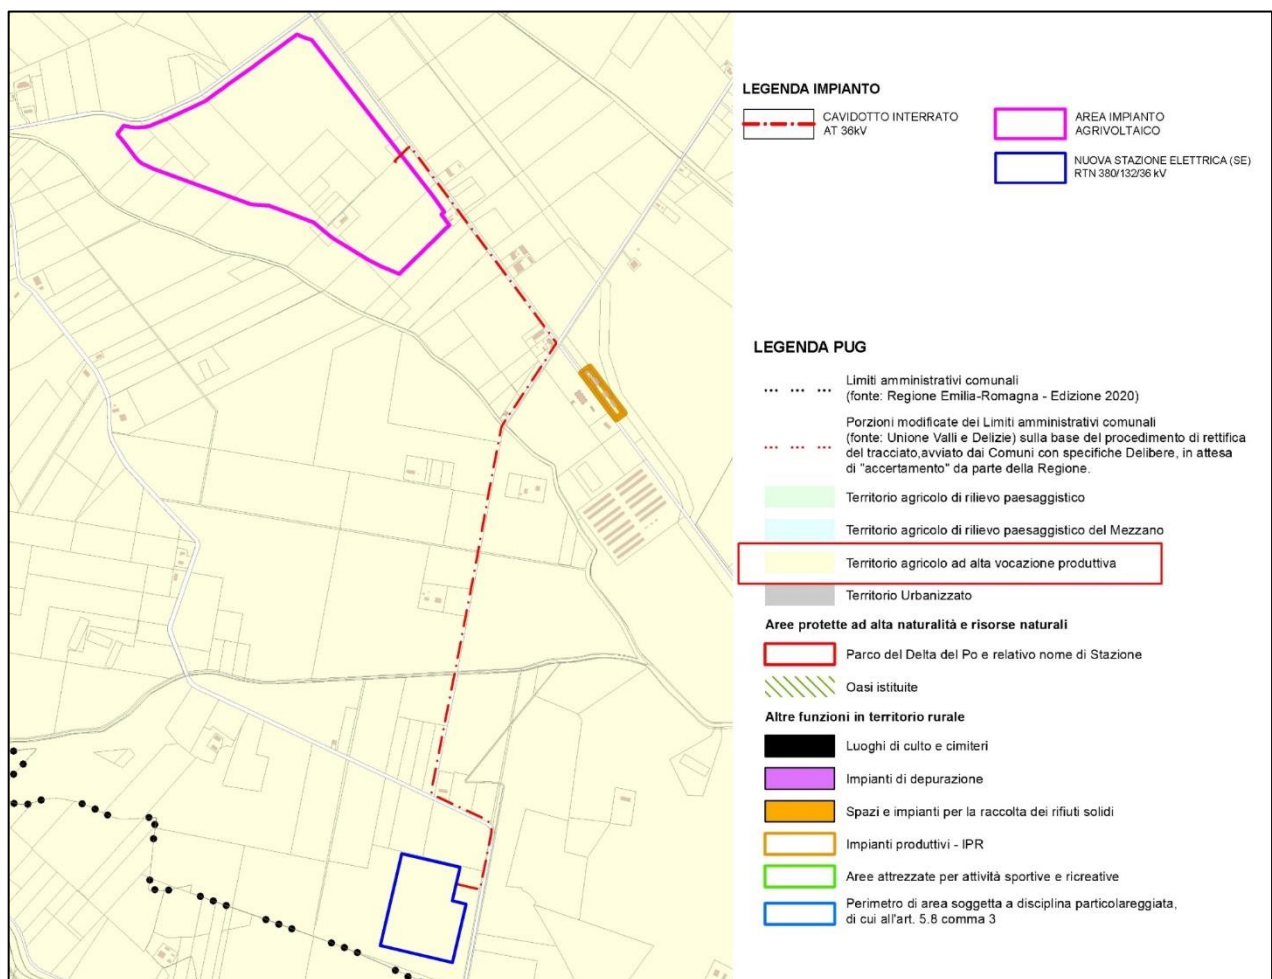 LEGENDA IMPIANTO
CAVIDOTTO INTERRATO
AT 36kV
AREA IMPIANTO
AGRIVOLTAICO
NUOVA STAZIONE ELETTRICA (SE)
RTN 380/132/36 kV
LEGENDA PUG
Limiti amministrativi comunali
(fonte: Regione Emilia-Romagna - Edizione 2020)
Porzioni modificate dei Limiti amministrativi comunali
(fonte: Unione Valli e Delizie) sulla base del procedimento di rettifica
del tracciato,avviato dai Comuni con specifiche Delibere, in attesa
di "accertamento" da parte della Regione.
Territorio agricolo di rilievo paesaggistico
Territorio agricolo di rilievo paesaggistico del Mezzano
Territorio agricolo ad alta vocazione produttiva
Territorio Urbanizzato
Aree protette ad alta naturalità e risorse naturali
Parco del Delta del Po e relativo nome di Stazione
Oasi istituite
Altre funzioni in territorio rurale
Luoghi di culto e cimiteri
Impianti di depurazione
Spazi e impianti per la raccolta dei rifiuti solidi
Impianti produttivi - IPR
Aree attrezzate per attività sportive e ricreative
Perimetro di area soggetta a disciplina particolareggiata,
di cui all'art. 5.8 comma 3